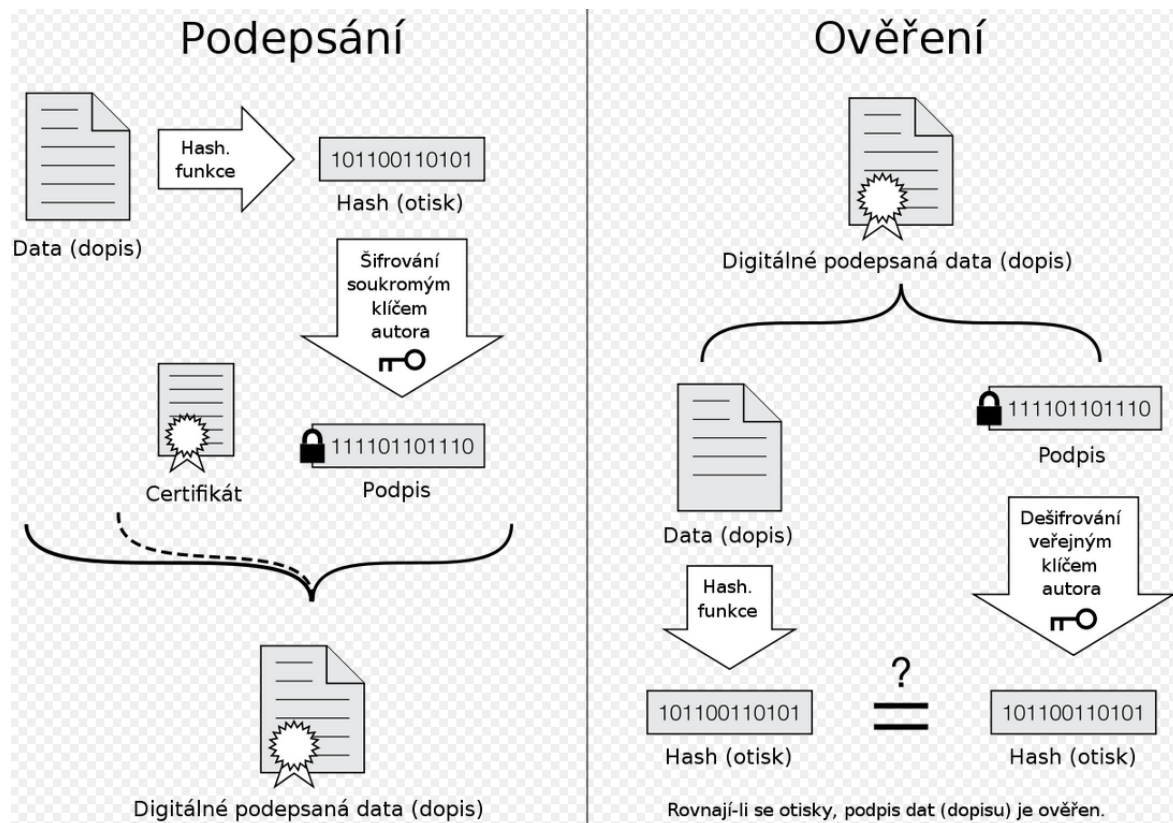 Podepsání
Hash.
funkce
101100110101
Hash (otisk)
Data (dopis)
Šifrování
soukromým
klíčem
autora
111101101110
Certifikát
Podpis
Digitálné podepsaná data (dopis)
Ověření
Digitálné podepsaná data (dopis)
111101101110
Podpis
Data (dopis)
Hash.
funkce
Dešifrování
veřejným
klíčem
autora
101100110101
?
=
101100110101
Hash (otisk)
Hash (otisk)
Rovnají-li se otisky, podpis dat (dopisu) je ověřen.